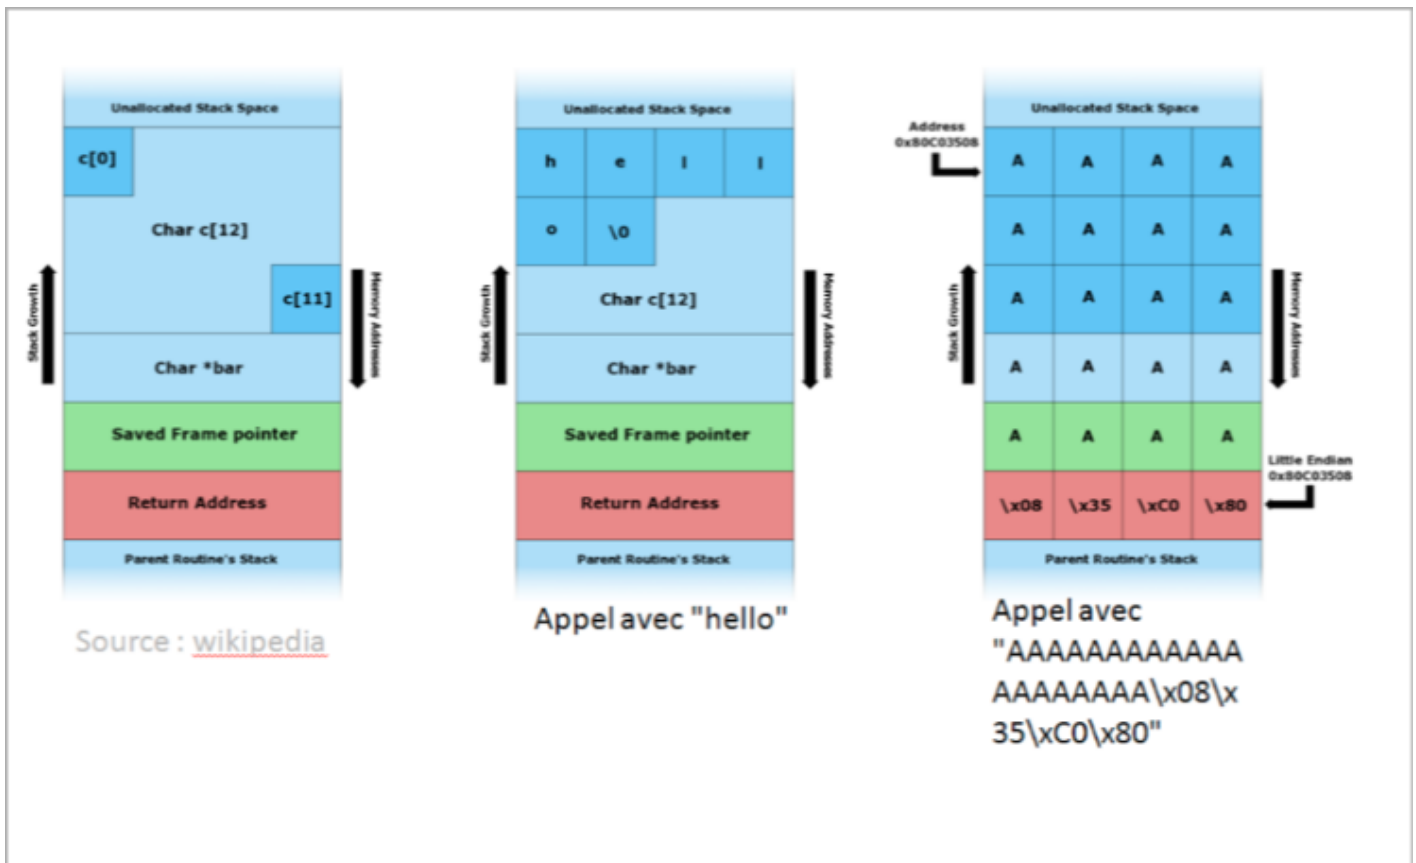 Unallocated Stack Space
c[0]
Char c[12]
c[11]
Stack Growth
Memory Addresses
Char *bar
Saved Frame pointer
Return Address
Parent Routine's Stack
Source : wikipedia
Unallocated Stack Space
h e l l
o \0
Char c[12]
Stack Growth
Memory Addresses
Char *bar
Saved Frame pointer
Return Address
Parent Routine's Stack
Appel avec "hello"
Unallocated Stack Space
Address
0x80C03508
A A A A
A A A A
A A A A
Stack Growth
Memory Addresses
A A A A
A A A A
Little Endian
0x80C03508
\x08 \x35 \xC0 \x80
Parent Routine's Stack
Appel avec
"AAAAAAAAAAAA
AAAAAAAA\x08\x
35\xC0\x80"